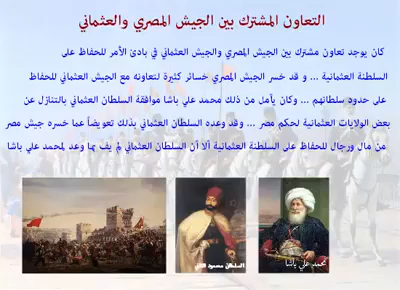 التعاون المشترك بين الجيش المصري والعثماني
كان يوجد تعاون مشترك بين الجيش المصري والجيش العثماني في بادئ الأمر للحفاظ على
السلطنة العثمانية ... و قد خسر الجيش المصري خسائر كثيرة لتعاونه مع الجيش العثماني للحفاظ
على حدود سلطانهم ... وكان يأمل من ذلك محمد علي باشا موافقة السلطان العثماني بالتنازل عن
بعض الولايات العثمانية لحكم مصر ... و قد وعده السلطان العثماني بذلك تعويضاً عما خسره جيش مصر
من مال ورجال للحفاظ على السلطنة العثمانية ألا أن السلطان العثماني لم يف بما وعد لمحمد علي باشا
السلطان محمود الثاني
محمد علي باشا